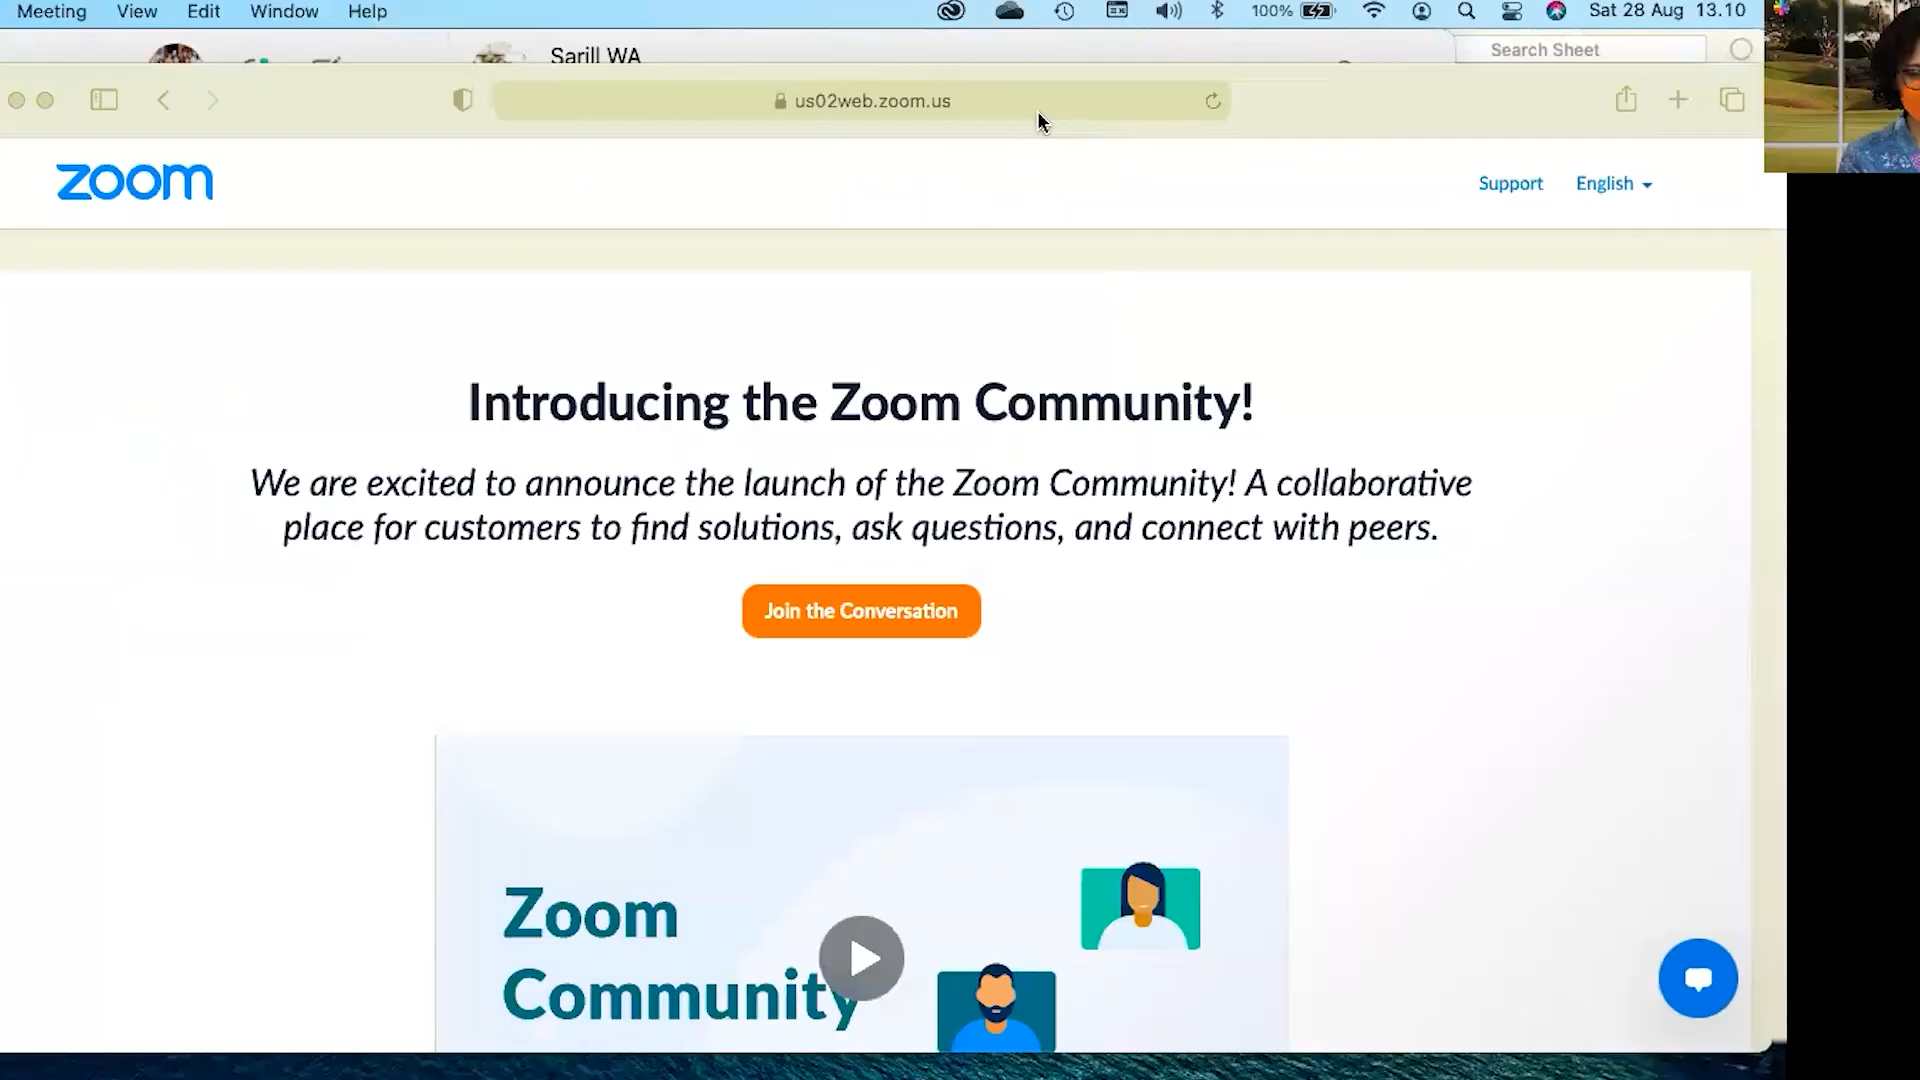 Meeting View Edit Window Help 100% Sat 28 Aug 13.10
Sarill WA
Search Sheet
us02web.zoom.us
zoom
Support English
Introducing the Zoom Community!
We are excited to announce the launch of the Zoom Community! A collaborative
place for customers to find solutions, ask questions, and connect with peers.
Join the Conversation
Zoom
Community